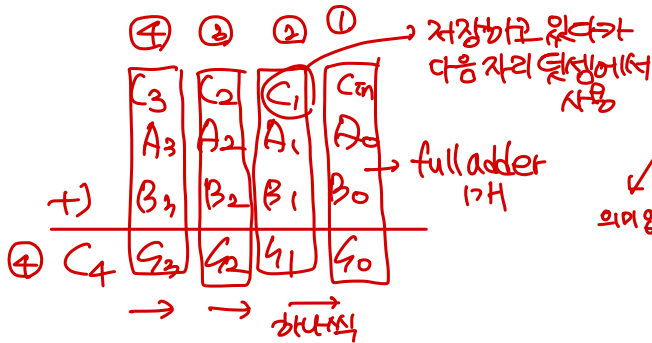 ④ ③ ② ①
저장하고 있다가
다음 자리 덧셈에서
사용
C3 C2 C1 Cin
A3 A2 A1 A0
full adder
1개
+) B3 B2 B1 B0
④ C4 S3 S2 S1 S0
하나씩